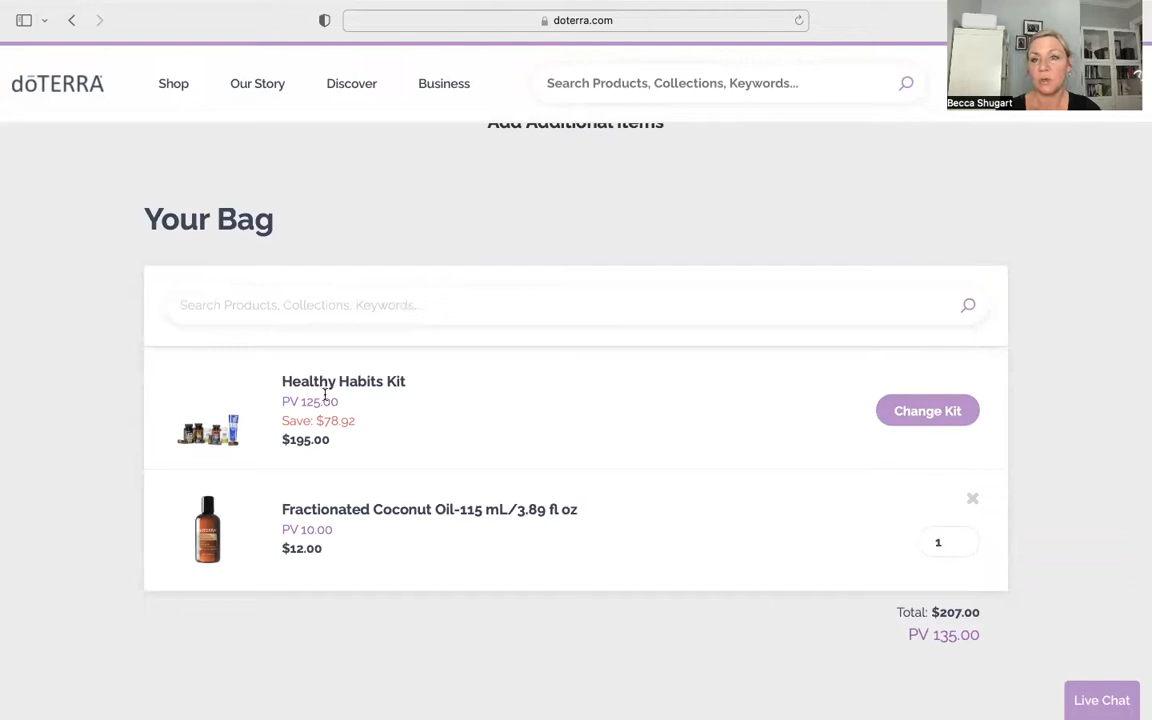 doterra.com
dōTERRA
Shop
Our Story
Discover
Business
Search Products, Collections, Keywords...
Becca Shugart
Add Additional Items
Your Bag
Search Products, Collections, Keywords...
Healthy Habits Kit
PV 125.00
Save: $78.92
$195.00
Change Kit
Fractionated Coconut Oil-115 mL/3.89 fl oz
PV 10.00
$12.00
1
Total: $207.00
PV 135.00
Live Chat